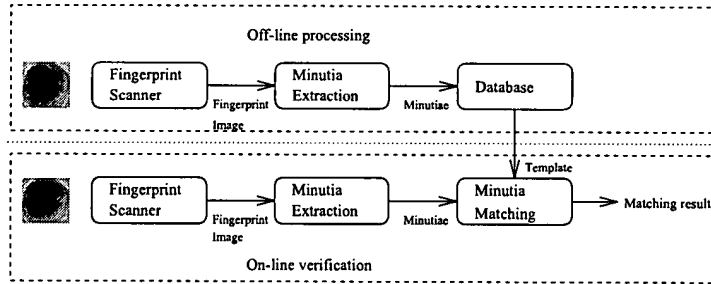 Off-line processing
Fingerprint
Scanner
Fingerprint
Image
Minutia
Extraction
Minutiae
Database
Template
Fingerprint
Scanner
Fingerprint
Image
Minutia
Extraction
Minutiae
Minutia
Matching
Matching result
On-line verification